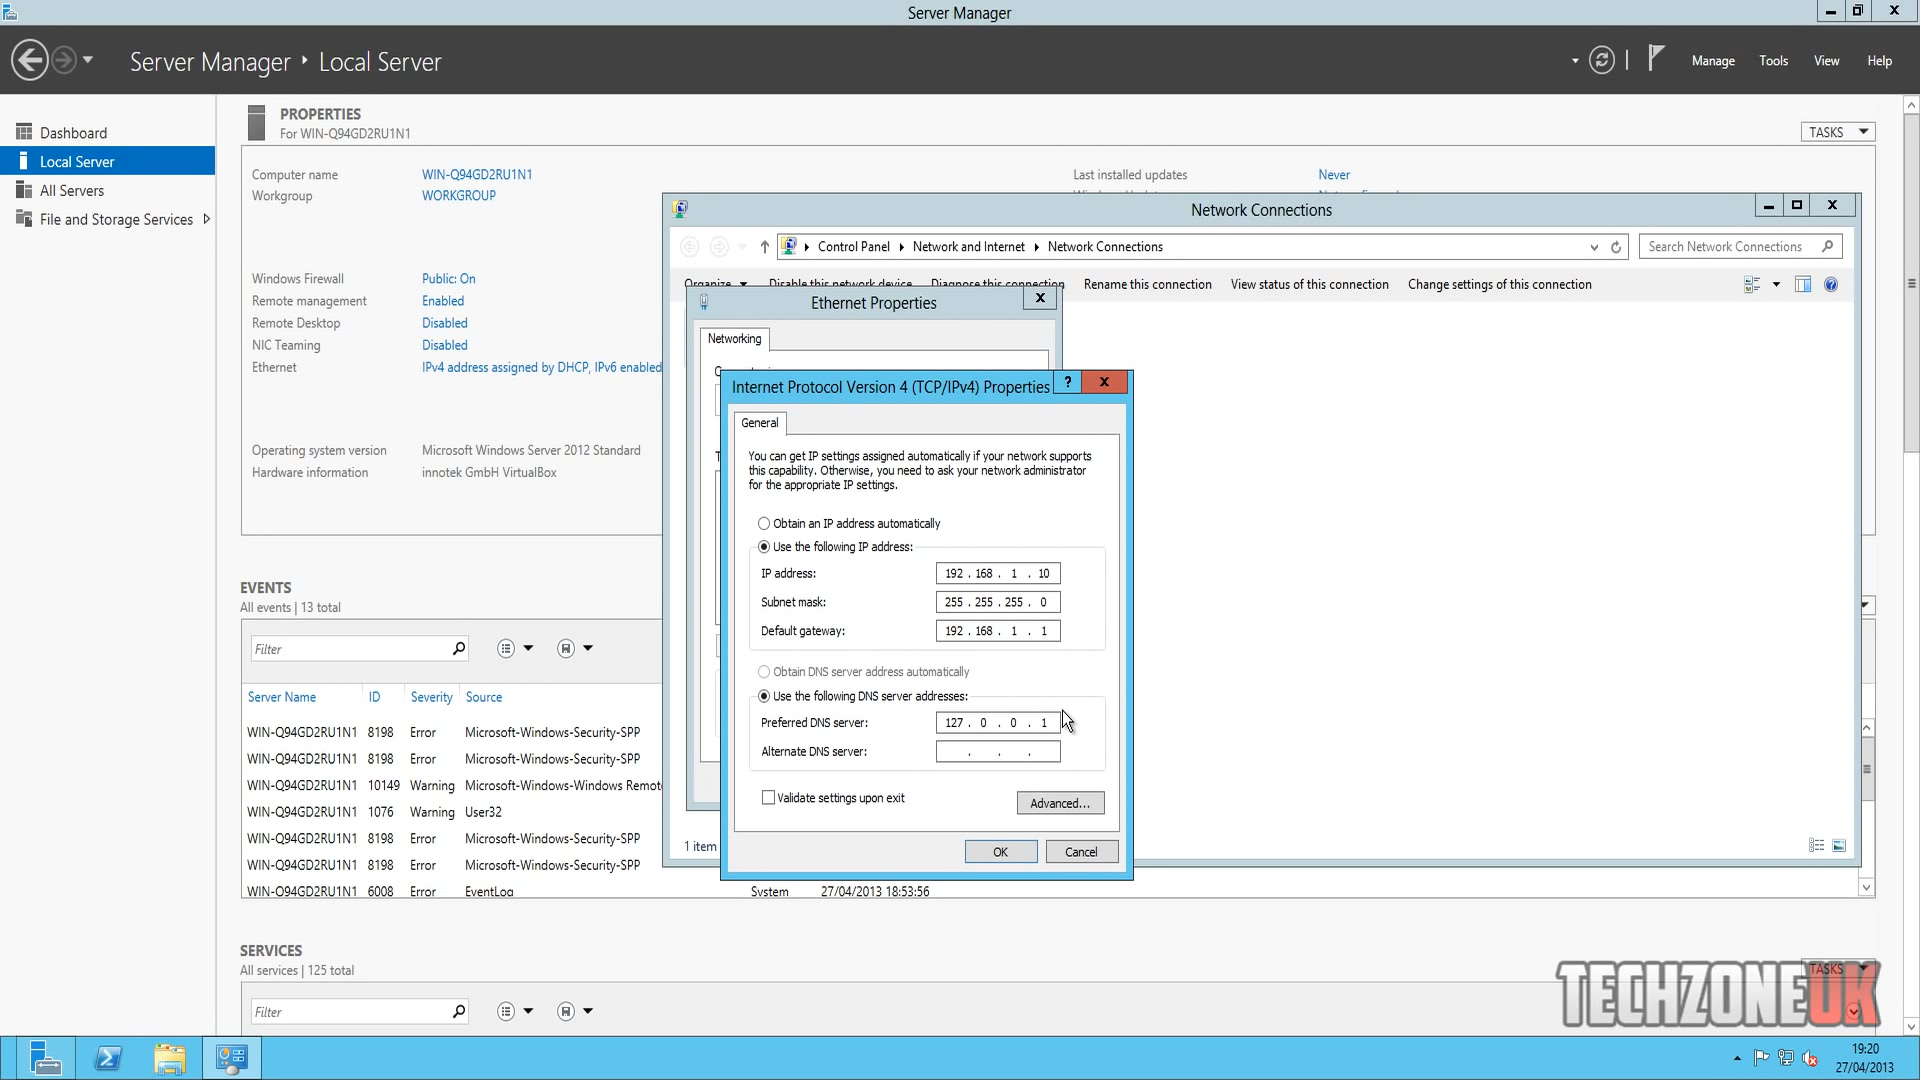 Server Manager
Server Manager ‣ Local Server
Manage Tools View Help
Dashboard
Local Server
All Servers
File and Storage Services
PROPERTIES
For WIN-Q94GD2RU1N1
TASKS
Computer name WIN-Q94GD2RU1N1
Workgroup WORKGROUP
Last installed updates Never
Windows Firewall Public: On
Remote management Enabled
Remote Desktop Disabled
NIC Teaming Disabled
Ethernet IPv4 address assigned by DHCP, IPv6 enabled
Operating system version Microsoft Windows Server 2012 Standard
Hardware information innotek GmbH VirtualBox
Network Connections
Control Panel Network and Internet Network Connections
Search Network Connections
Organize Disable this network device Diagnose this connection Rename this connection View status of this connection Change settings of this connection
1 item
Ethernet Properties
Networking
Internet Protocol Version 4 (TCP/IPv4) Properties
General
You can get IP settings assigned automatically if your network supports
this capability. Otherwise, you need to ask your network administrator
for the appropriate IP settings.
Obtain an IP address automatically
Use the following IP address:
IP address: 192 . 168 . 1 . 10
Subnet mask: 255 . 255 . 255 . 0
Default gateway: 192 . 168 . 1 . 1
Obtain DNS server address automatically
Use the following DNS server addresses:
Preferred DNS server: 127 . 0 . 0 . 1
Alternate DNS server: . . .
Validate settings upon exit
Advanced...
OK Cancel
EVENTS
All events | 13 total
Filter
Server Name ID Severity Source
WIN-Q94GD2RU1N1 8198 Error Microsoft-Windows-Security-SPP
WIN-Q94GD2RU1N1 8198 Error Microsoft-Windows-Security-SPP
WIN-Q94GD2RU1N1 10149 Warning Microsoft-Windows-Windows Remot
WIN-Q94GD2RU1N1 1076 Warning User32
WIN-Q94GD2RU1N1 8198 Error Microsoft-Windows-Security-SPP
WIN-Q94GD2RU1N1 8198 Error Microsoft-Windows-Security-SPP
WIN-Q94GD2RU1N1 6008 Error EventLog System 27/04/2013 18:53:56
SERVICES
All services | 125 total
TASKS
Filter
TECHZONEUK
19:20
27/04/2013